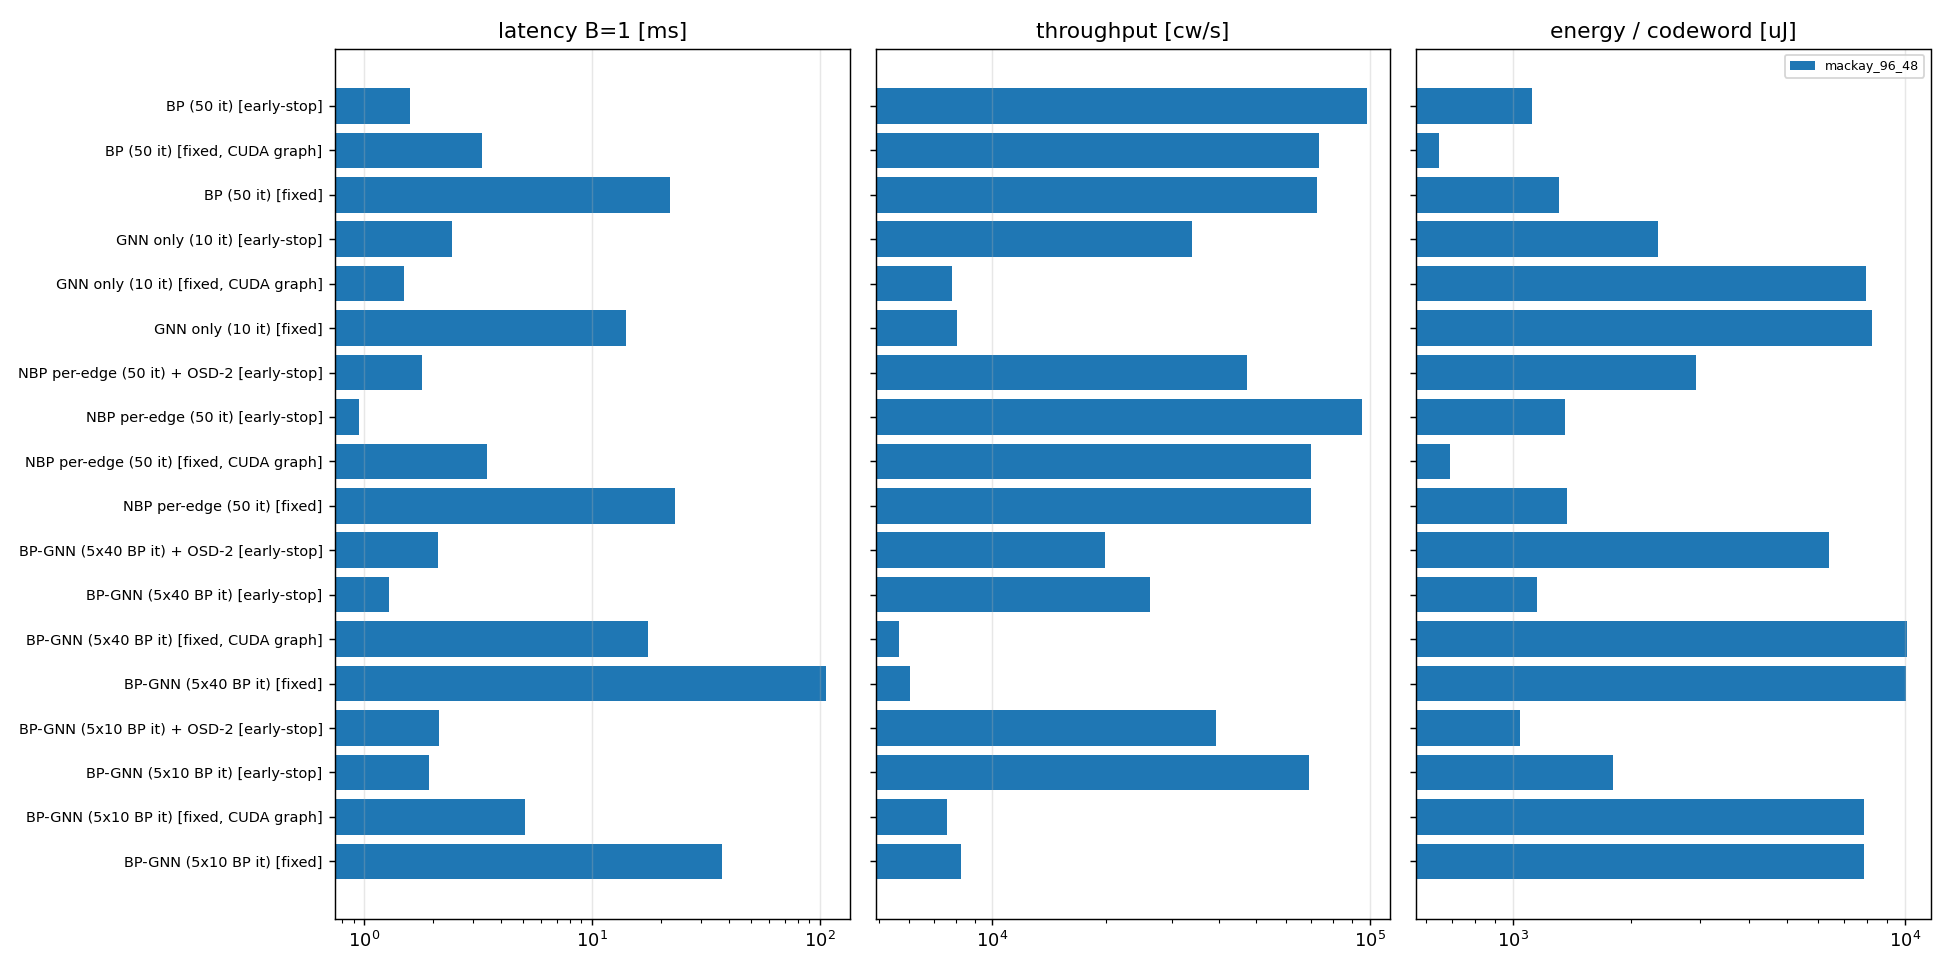 latency B=1 [ms]
throughput [cw/s]
energy / codeword [uJ]
mackay_96_48
BP (50 it) [early-stop]
BP (50 it) [fixed, CUDA graph]
BP (50 it) [fixed]
GNN only (10 it) [early-stop]
GNN only (10 it) [fixed, CUDA graph]
GNN only (10 it) [fixed]
NBP per-edge (50 it) + OSD-2 [early-stop]
NBP per-edge (50 it) [early-stop]
NBP per-edge (50 it) [fixed, CUDA graph]
NBP per-edge (50 it) [fixed]
BP-GNN (5x40 BP it) + OSD-2 [early-stop]
BP-GNN (5x40 BP it) [early-stop]
BP-GNN (5x40 BP it) [fixed, CUDA graph]
BP-GNN (5x40 BP it) [fixed]
BP-GNN (5x10 BP it) + OSD-2 [early-stop]
BP-GNN (5x10 BP it) [early-stop]
BP-GNN (5x10 BP it) [fixed, CUDA graph]
BP-GNN (5x10 BP it) [fixed]
10⁰ 10¹ 10²
10⁴ 10⁵
10³ 10⁴